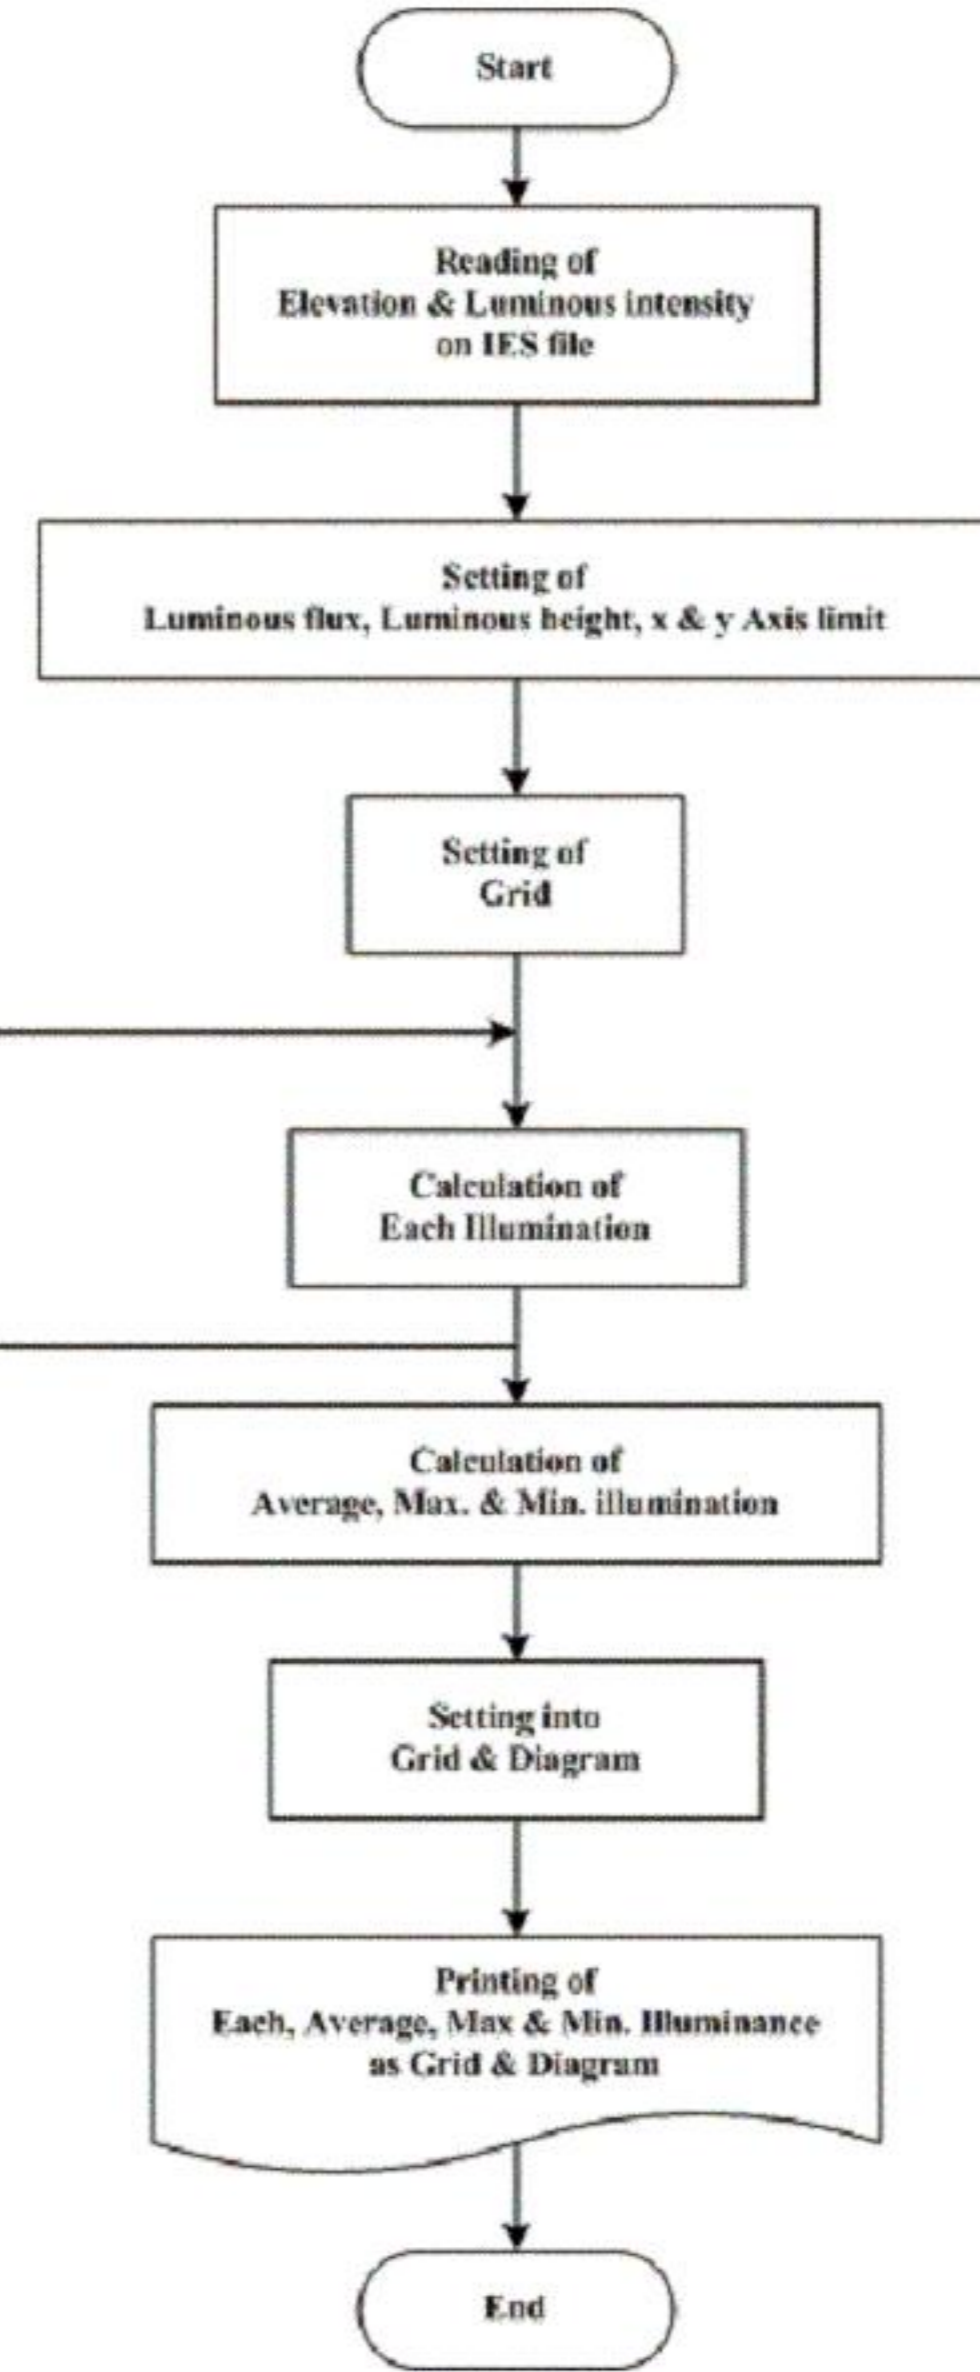 Start
Reading of
Elevation & Luminous intensity
on IES file
Setting of
Luminous flux, Luminous height, x & y Axis limit
Setting of
Grid
Calculation of
Each Illumination
Calculation of
Average, Max. & Min. illumination
Setting into
Grid & Diagram
Printing of
Each, Average, Max & Min. Illuminance
as Grid & Diagram
End